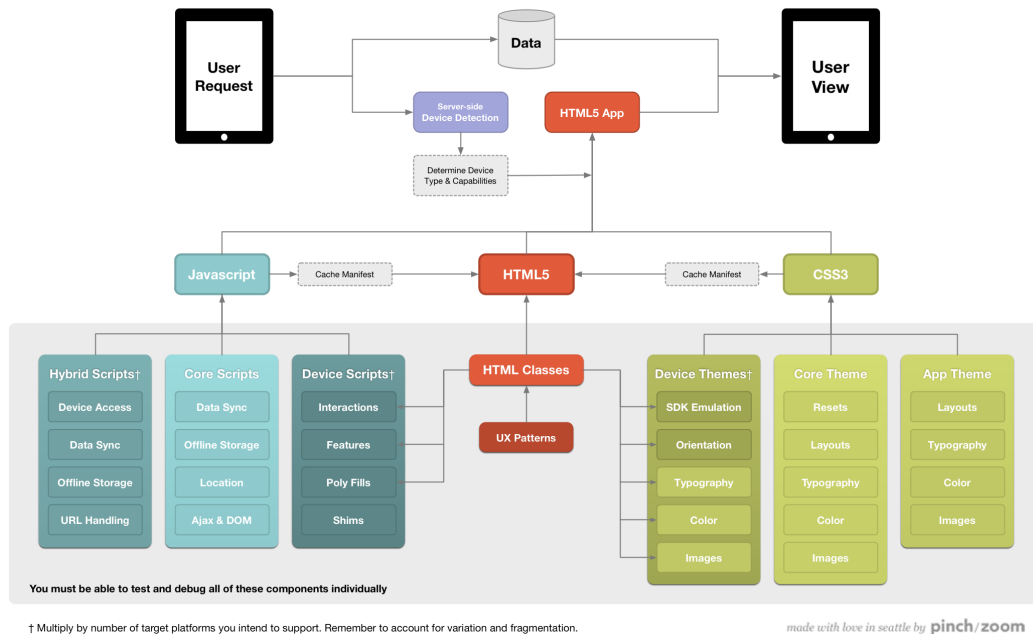 User
Request
Data
User
View
Server-side
Device Detection
HTML5 App
Determine Device
Type & Capabilities
Javascript
Cache Manifest
HTML5
Cache Manifest
CSS3
Hybrid Scripts†
Device Access
Data Sync
Offline Storage
URL Handling
Core Scripts
Data Sync
Offline Storage
Location
Ajax & DOM
Device Scripts†
Interactions
Features
Poly Fills
Shims
HTML Classes
UX Patterns
Device Themes†
SDK Emulation
Orientation
Typography
Color
Images
Core Theme
Resets
Layouts
Typography
Color
Images
App Theme
Layouts
Typography
Color
Images
You must be able to test and debug all of these components individually
† Multiply by number of target platforms you intend to support. Remember to account for variation and fragmentation.
made with love in seattle by pinch/zoom